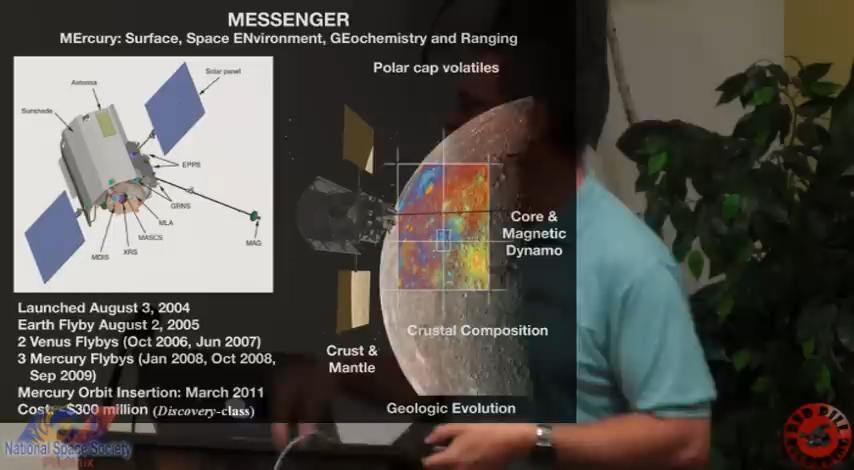 MESSENGER
MErcury: Surface, Space ENvironment, GEochemistry and Ranging
Polar cap volatiles
Antenna
Solar panel
Sunshade
EPPS
GRNS
MLA
MASCS
XRS
MDIS
MAG
Core &
Magnetic
Dynamo
Launched August 3, 2004
Earth Flyby August 2, 2005
2 Venus Flybys (Oct 2006, Jun 2007)
3 Mercury Flybys (Jan 2008, Oct 2008,
Sep 2009)
Mercury Orbit Insertion: March 2011
Cost: ~$300 million (Discovery-class)
Crustal Composition
Crust &
Mantle
Geologic Evolution
National Space Society
PHOENIX
RED PILL